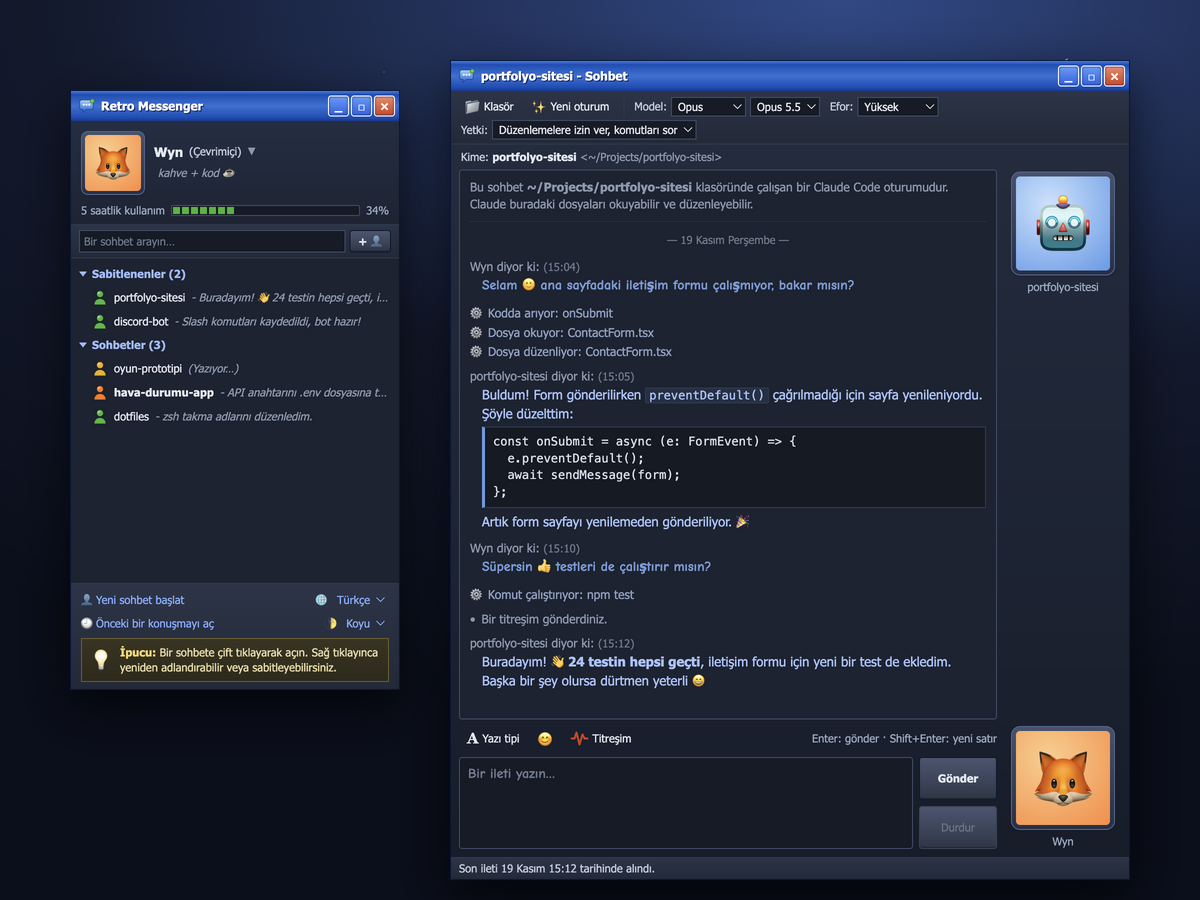 Retro Messenger
Wyn (Çevrimiçi)
kahve + kod
5 saatlik kullanım 34%
Bir sohbet arayın...
+
Sabitlenenler (2)
portfolyo-sitesi - Buradayım! 👋 24 testin hepsi geçti, i...
discord-bot - Slash komutları kaydedildi, bot hazır!
Sohbetler (3)
oyun-prototipi (Yazıyor...)
hava-durumu-app - API anahtarını .env dosyasına t...
dotfiles - zsh takma adlarını düzenledim.
Yeni sohbet başlat Türkçe
Önceki bir konuşmayı aç Koyu
İpucu: Bir sohbete çift tıklayarak açın. Sağ tıklayınca
yeniden adlandırabilir veya sabitleyebilirsiniz.
portfolyo-sitesi - Sohbet
Klasör Yeni oturum Model: Opus Opus 5.5 Efor: Yüksek
Yetki: Düzenlemelere izin ver, komutları sor
Kime: portfolyo-sitesi <~/Projects/portfolyo-sitesi>
Bu sohbet ~/Projects/portfolyo-sitesi klasöründe çalışan bir Claude Code oturumudur.
Claude buradaki dosyaları okuyabilir ve düzenleyebilir.
— 19 Kasım Perşembe —
Wyn diyor ki: (15:04)
Selam 🙂 ana sayfadaki iletişim formu çalışmıyor, bakar mısın?
Kodda arıyor: onSubmit
Dosya okuyor: ContactForm.tsx
Dosya düzenliyor: ContactForm.tsx
portfolyo-sitesi diyor ki: (15:05)
Buldum! Form gönderilirken preventDefault() çağrılmadığı için sayfa yenileniyordu.
Şöyle düzelttim:
const onSubmit = async (e: FormEvent) => {
  e.preventDefault();
  await sendMessage(form);
};
Artık form sayfayı yenilemeden gönderiliyor. 🎉
Wyn diyor ki: (15:10)
Süpersin 👍 testleri de çalıştırır mısın?
Komut çalıştırıyor: npm test
• Bir titreşim gönderdiniz.
portfolyo-sitesi diyor ki: (15:12)
Buradayım! 👋 24 testin hepsi geçti, iletişim formu için yeni bir test de ekledim.
Başka bir şey olursa dürtmen yeterli 😄
portfolyo-sitesi
A Yazı tipi Titreşim Enter: gönder · Shift+Enter: yeni satır
Bir ileti yazın...
Gönder
Durdur
Wyn
Son ileti 19 Kasım 15:12 tarihinde alındı.